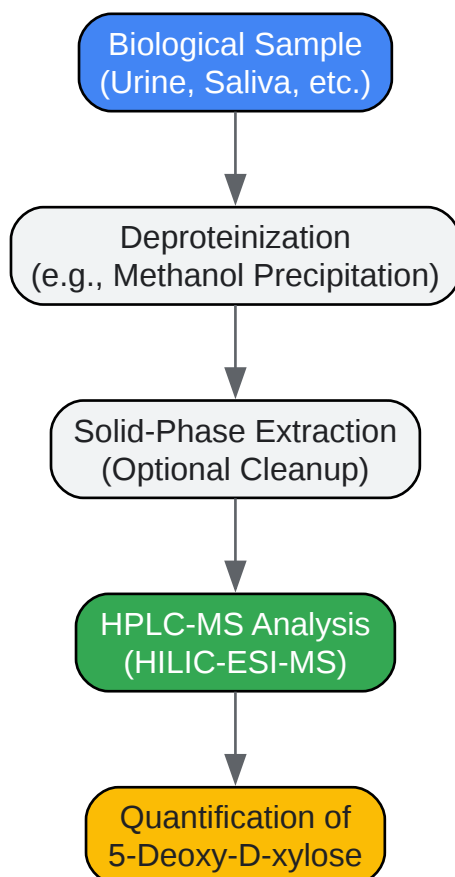 Biological Sample
(Urine, Saliva, etc.)
Deproteinization
(e.g., Methanol Precipitation)
Solid-Phase Extraction
(Optional Cleanup)
HPLC-MS Analysis
(HILIC-ESI-MS)
Quantification of
5-Deoxy-D-xylose